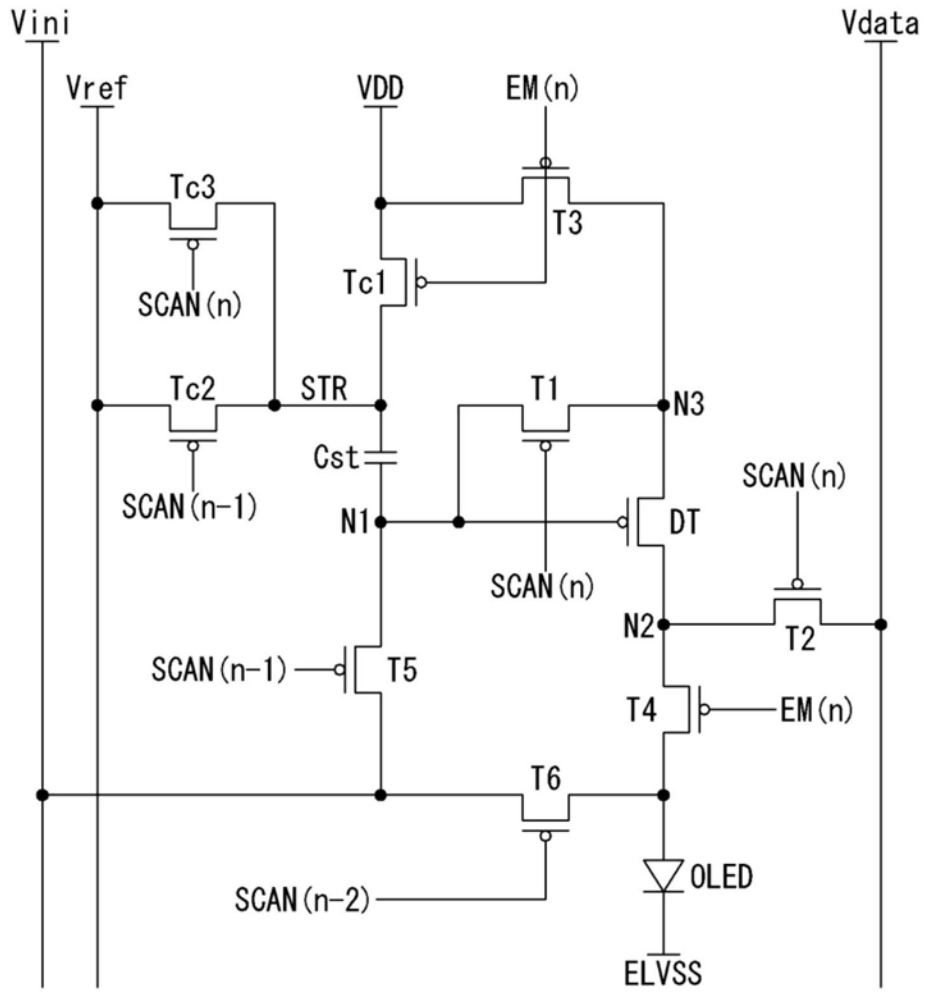 Vini
Vdata
Vref
VDD
EM(n)
Tc3
T3
Tc1
SCAN(n)
Tc2
STR
T1
N3
Cst
SCAN(n)
SCAN(n-1)
N1
DT
SCAN(n)
N2
T2
SCAN(n-1)
T5
T4
EM(n)
T6
OLED
SCAN(n-2)
ELVSS